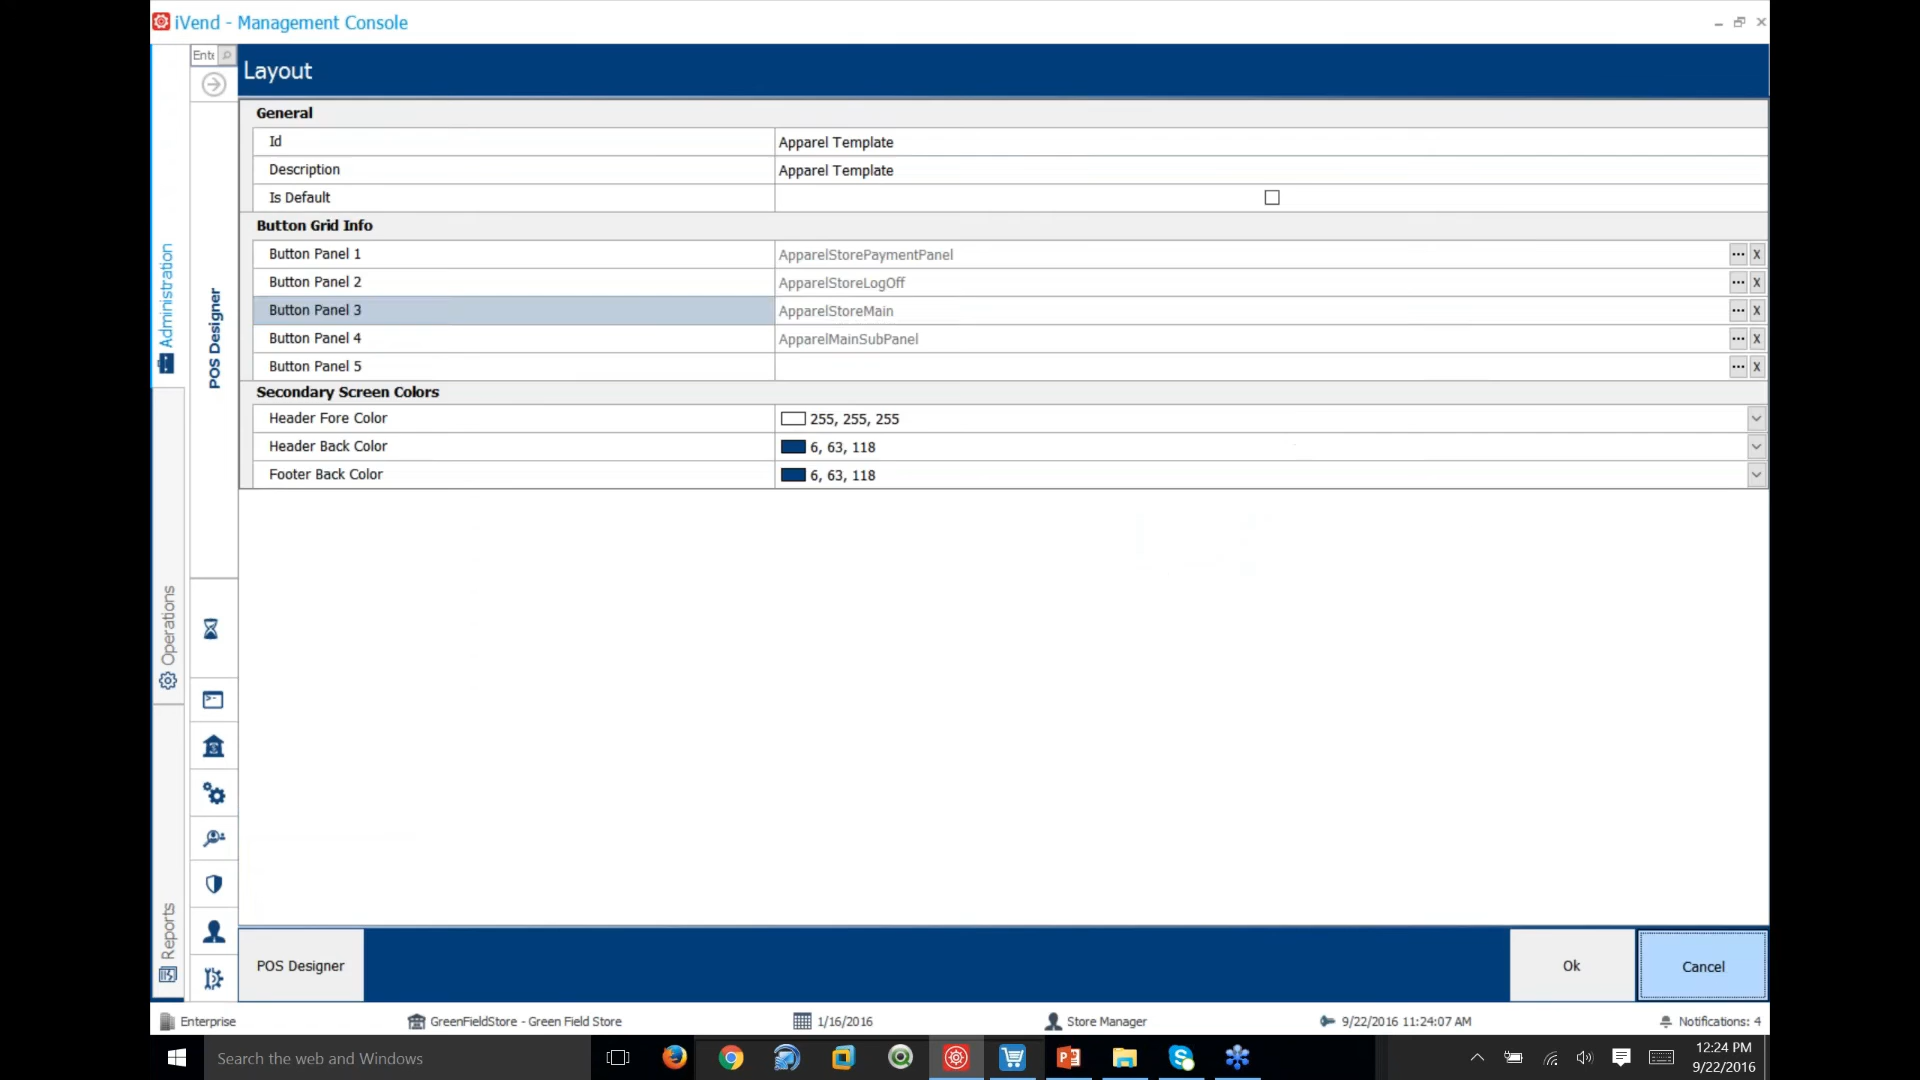 iVend - Management Console
Ente
Layout
General
Id
Apparel Template
Description
Apparel Template
Is Default
Button Grid Info
Button Panel 1
ApparelStorePaymentPanel
... X
Button Panel 2
ApparelStoreLogOff
... X
Button Panel 3
ApparelStoreMain
... X
Button Panel 4
ApparelMainSubPanel
... X
Button Panel 5
... X
Secondary Screen Colors
Header Fore Color
255, 255, 255
Header Back Color
6, 63, 118
Footer Back Color
6, 63, 118
Administration
POS Designer
Operations
Reports
POS Designer
Ok
Cancel
Enterprise
GreenFieldStore - Green Field Store
1/16/2016
Store Manager
9/22/2016 11:24:07 AM
Notifications: 4
Search the web and Windows
12:24 PM
9/22/2016